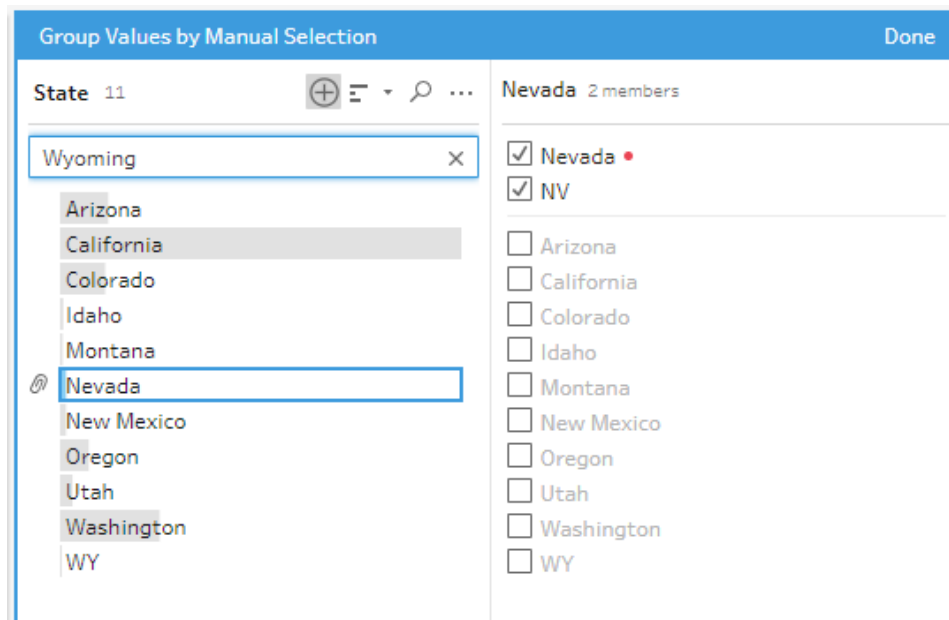 Group Values by Manual Selection Done
State 11
Wyoming
Arizona
California
Colorado
Idaho
Montana
Nevada
New Mexico
Oregon
Utah
Washington
WY
Nevada 2 members
Nevada
NV
Arizona
California
Colorado
Idaho
Montana
New Mexico
Oregon
Utah
Washington
WY